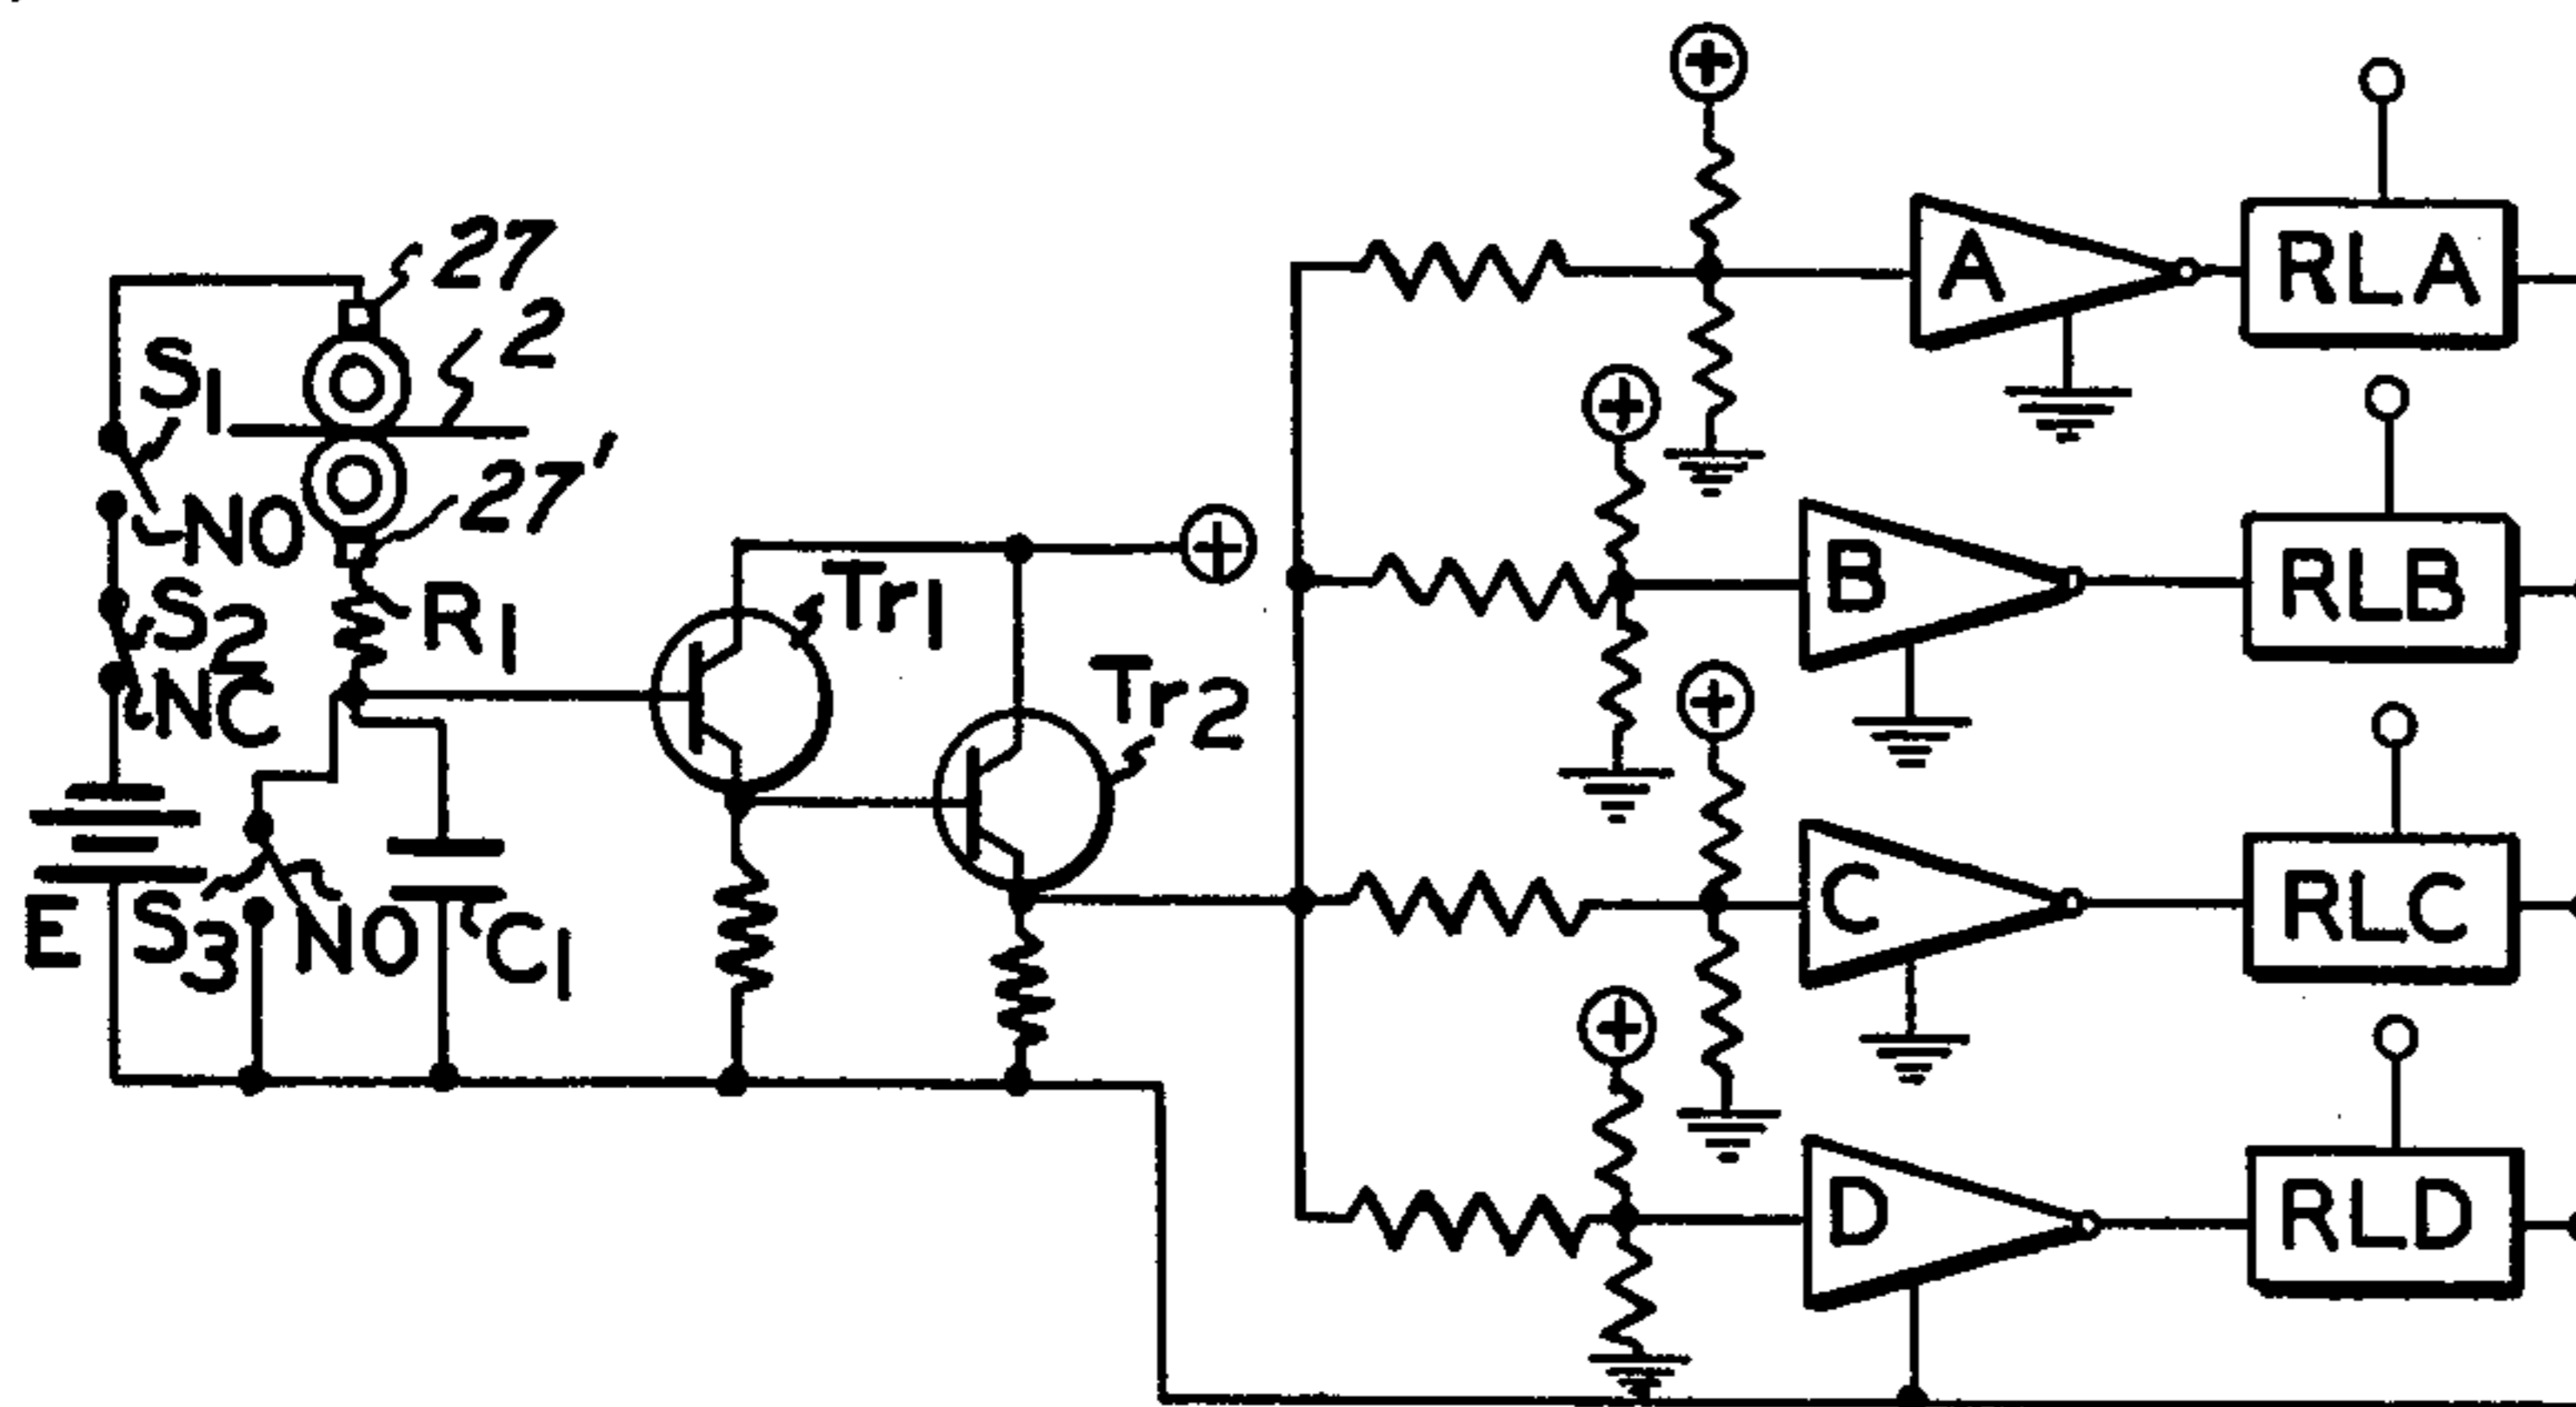 27
2
S1
NO
27'
S2
NC
R1
E
S3
NO
C1
Tr1
Tr2
+
+
A
RLA
+
B
RLB
+
C
RLC
+
D
RLD